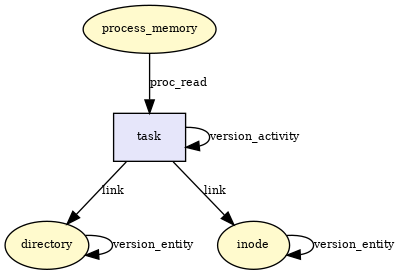 process_memory
proc_read
task
version_activity
link
link
directory
version_entity
inode
version_entity